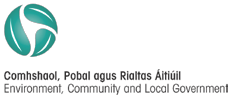 Comhshaol, Pobal agus Rialtas Áitiúil
Environment, Community and Local Government